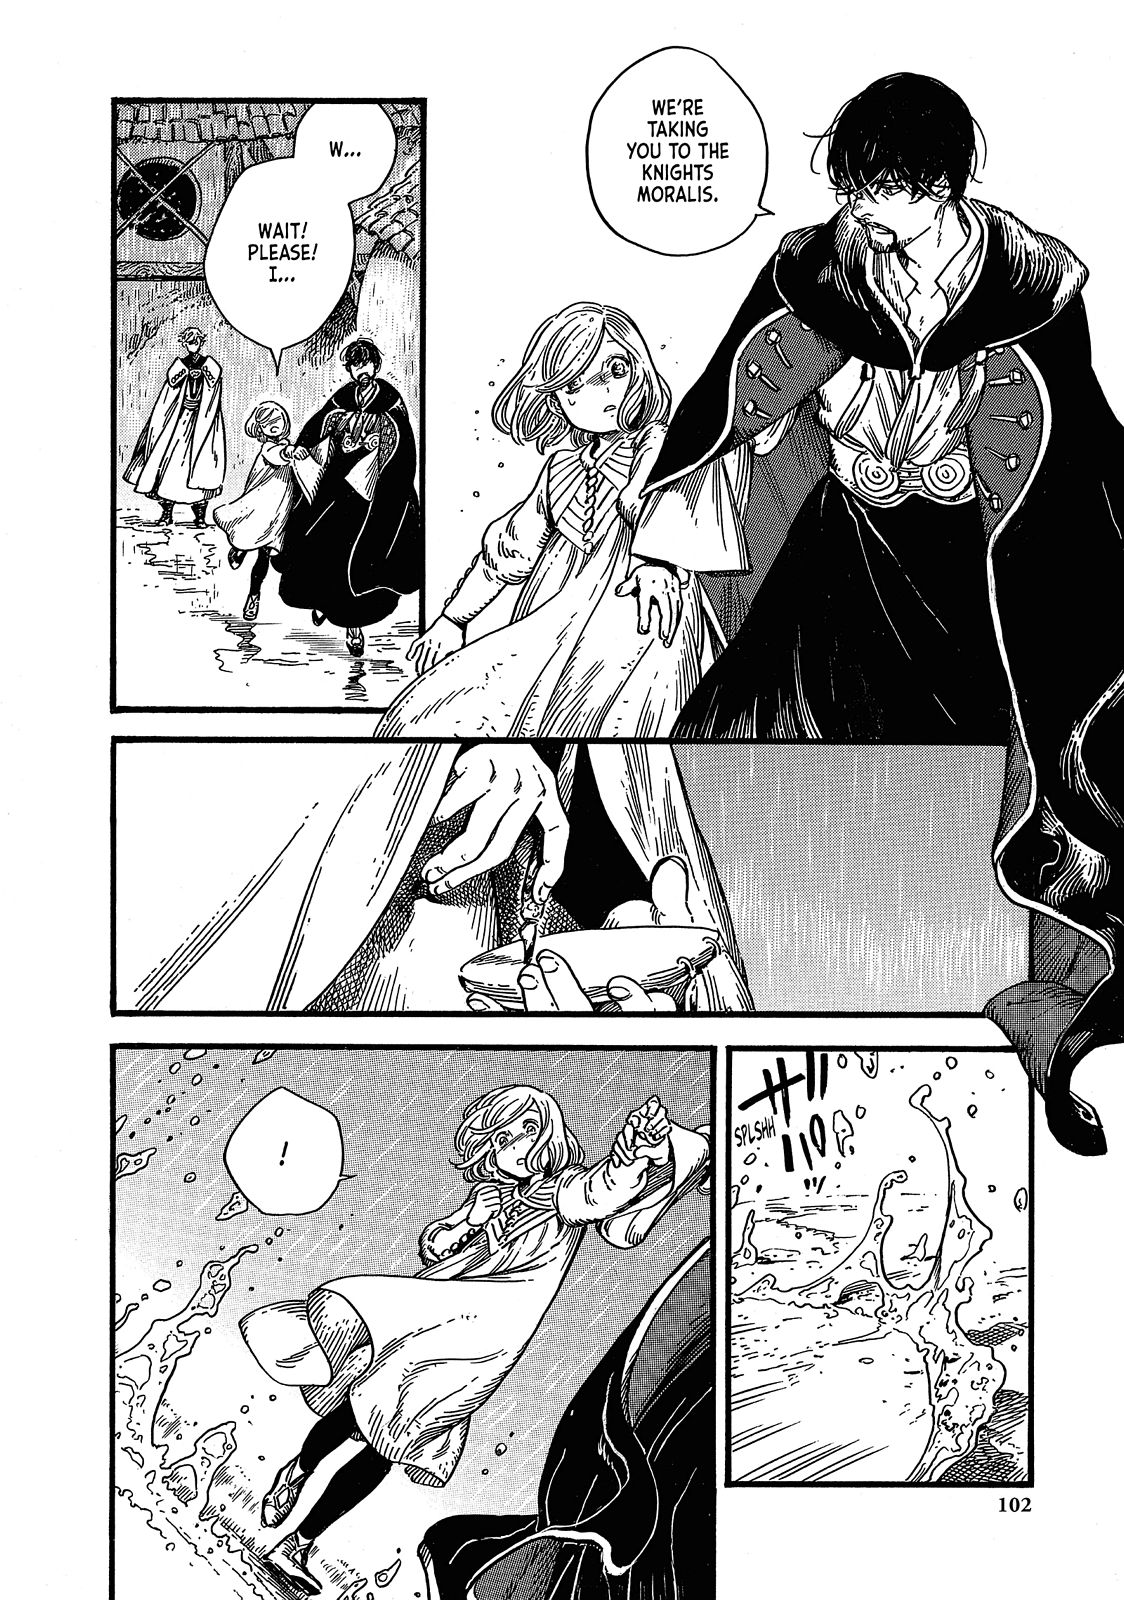 WE'RE
TAKING
YOU TO THE
KNIGHTS
MORALIS.
W...
WAIT!
PLEASE!
I...
SPLSHH
!
102